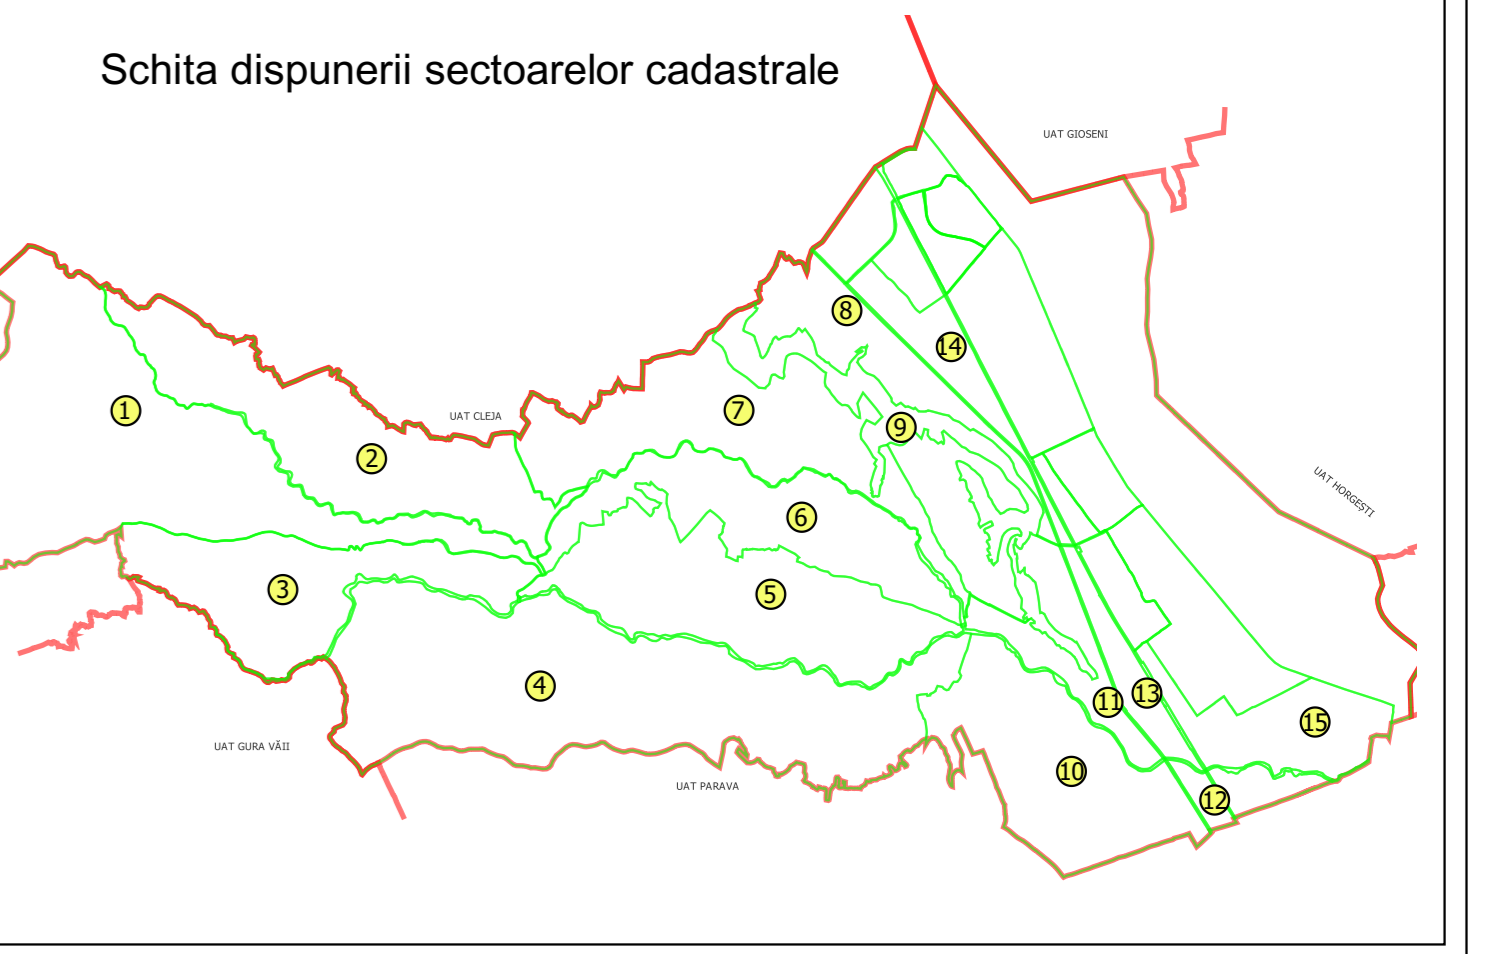 Schita dispunerii sectoarelor cadastrale
UAT GIOSENI
8
14
1
UAT CLEJA
7
9
2
UAT HORGEȘTI
6
3
5
4
11
13
15
UAT GURA VĂII
10
UAT PARAVA
12